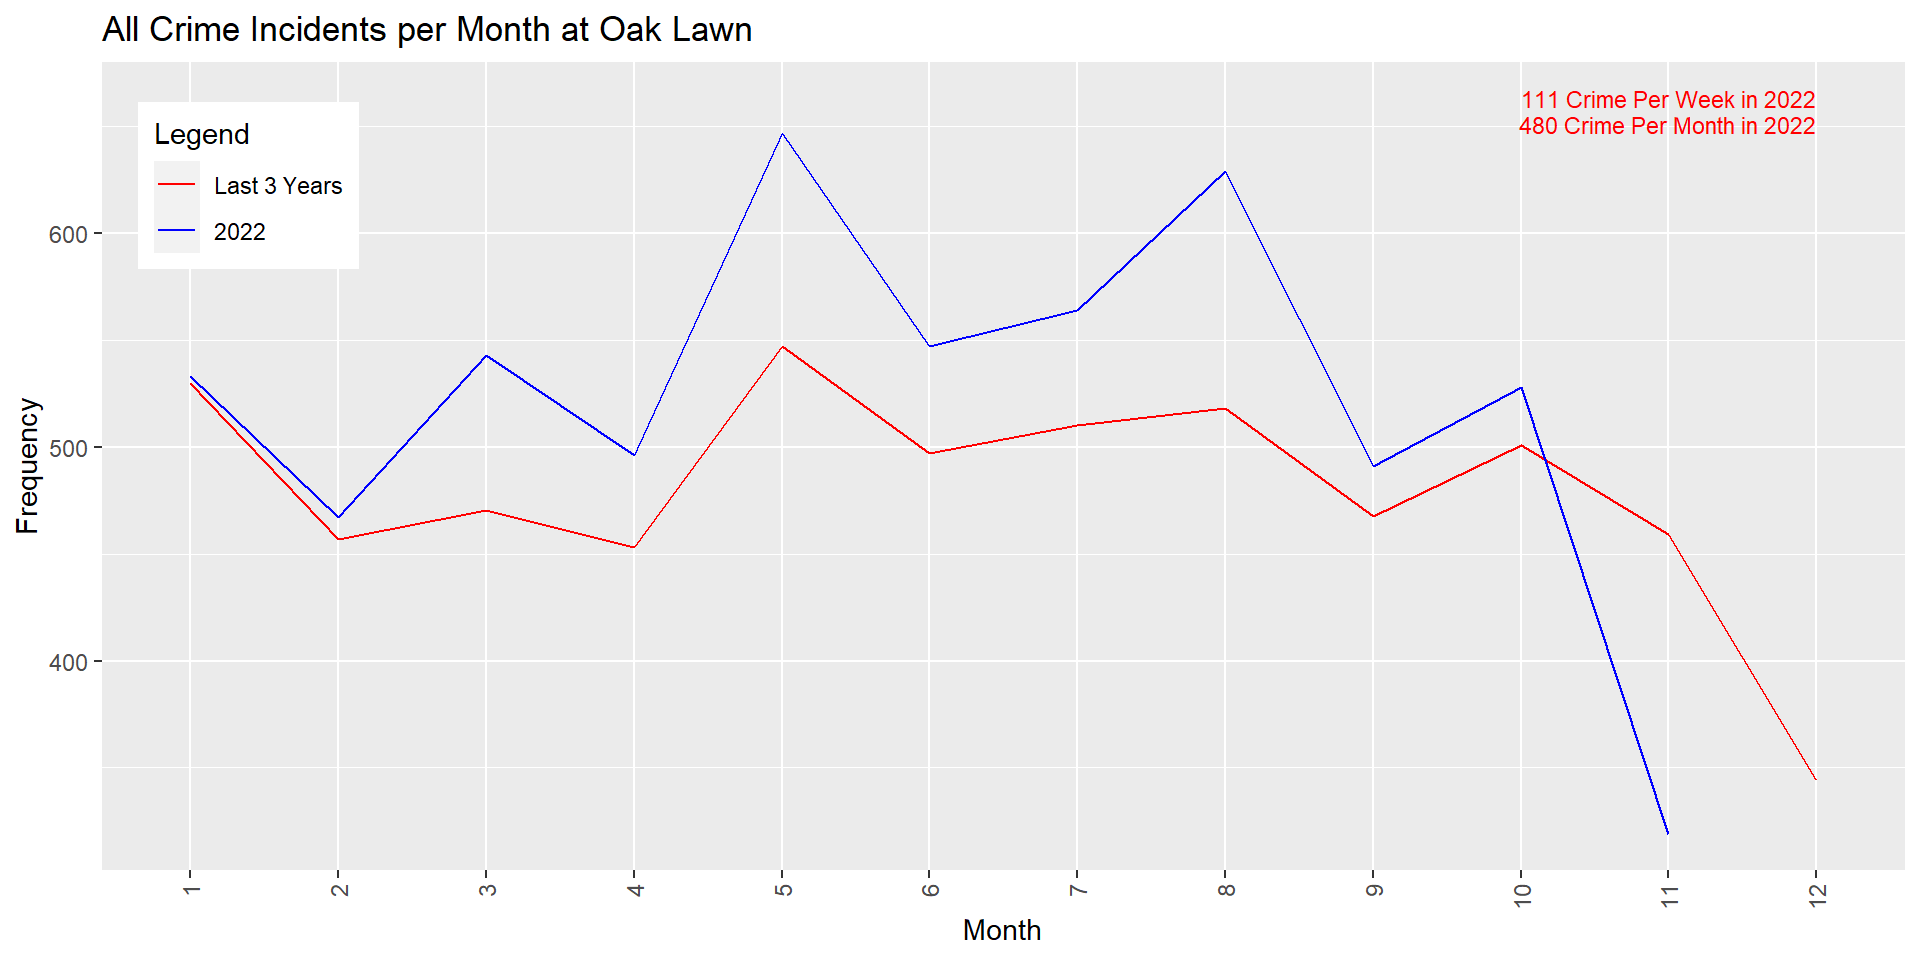 All Crime Incidents per Month at Oak Lawn
111 Crime Per Week in 2022
480 Crime Per Month in 2022
Legend
Last 3 Years
2022
600
500
400
Frequency
1 2 3 4 5 6 7 8 9 10 11 12
Month